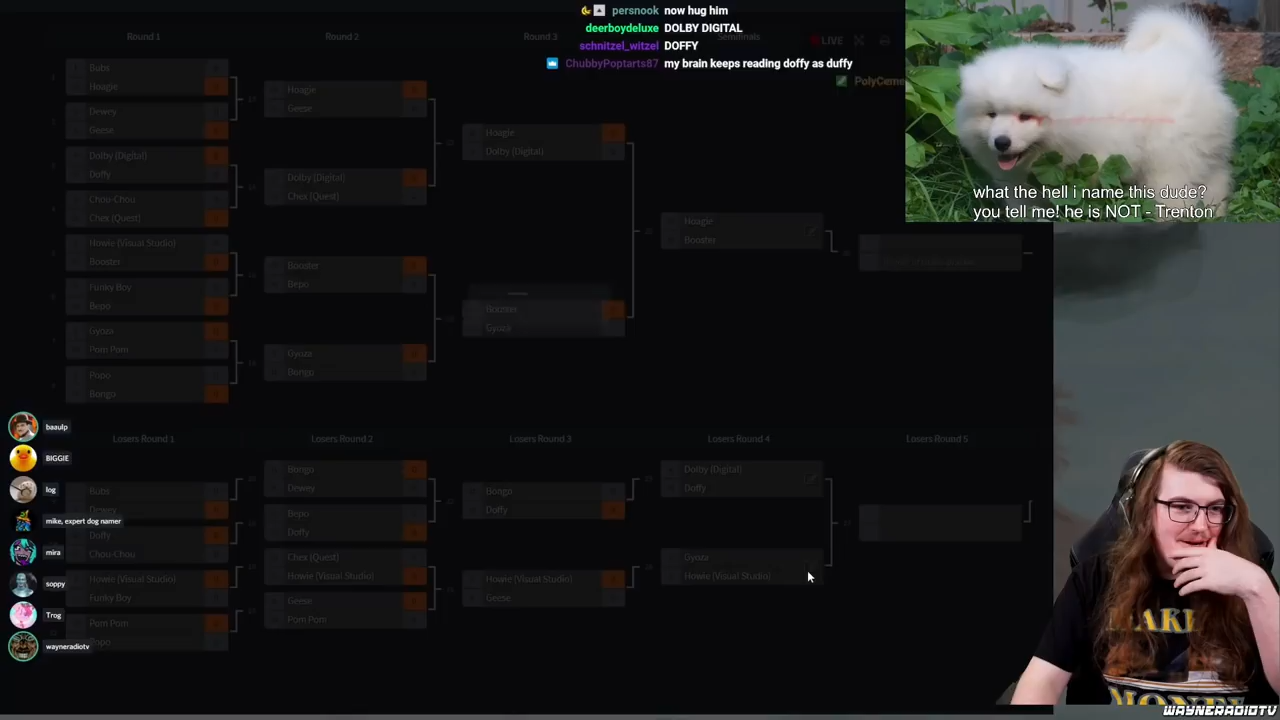 persnook now hug him
deerboydeluxe DOLBY DIGITAL
schnitzel_witzel DOFFY
ChubbyPoptarts87 my brain keeps reading doffy as duffy
PolyCeme
Round 1
Round 2
Round 3
Semifinals
LIVE
Bubs
Hoagie
Dewey
Geese
Dolby (Digital)
Doffy
Chou-Chou
Chex (Quest)
Howie (Visual Studio)
Booster
Funky Boy
Bepo
Gyoza
Pom Pom
Popo
Bongo
Hoagie
Geese
Dolby (Digital)
Chex (Quest)
Booster
Bepo
Gyoza
Bongo
Hoagie
Dolby (Digital)
Booster
Gyoza
Hoagie
Booster
what the hell i name this dude?
you tell me! he is NOT - Trenton
Losers Round 1
Losers Round 2
Losers Round 3
Losers Round 4
Losers Round 5
Bubs
Dewey
Doffy
Chou-Chou
Howie (Visual Studio)
Funky Boy
Pom Pom
Popo
Bongo
Dewey
Bepo
Doffy
Chex (Quest)
Howie (Visual Studio)
Geese
Pom Pom
Bongo
Doffy
Howie (Visual Studio)
Geese
Dolby (Digital)
Doffy
Gyoza
Howie (Visual Studio)
baaulp
BIGGIE
log
mike, expert dog namer
mira
soppy
Trog
wayneradiotv
MONEY
WAYNERADIOTV